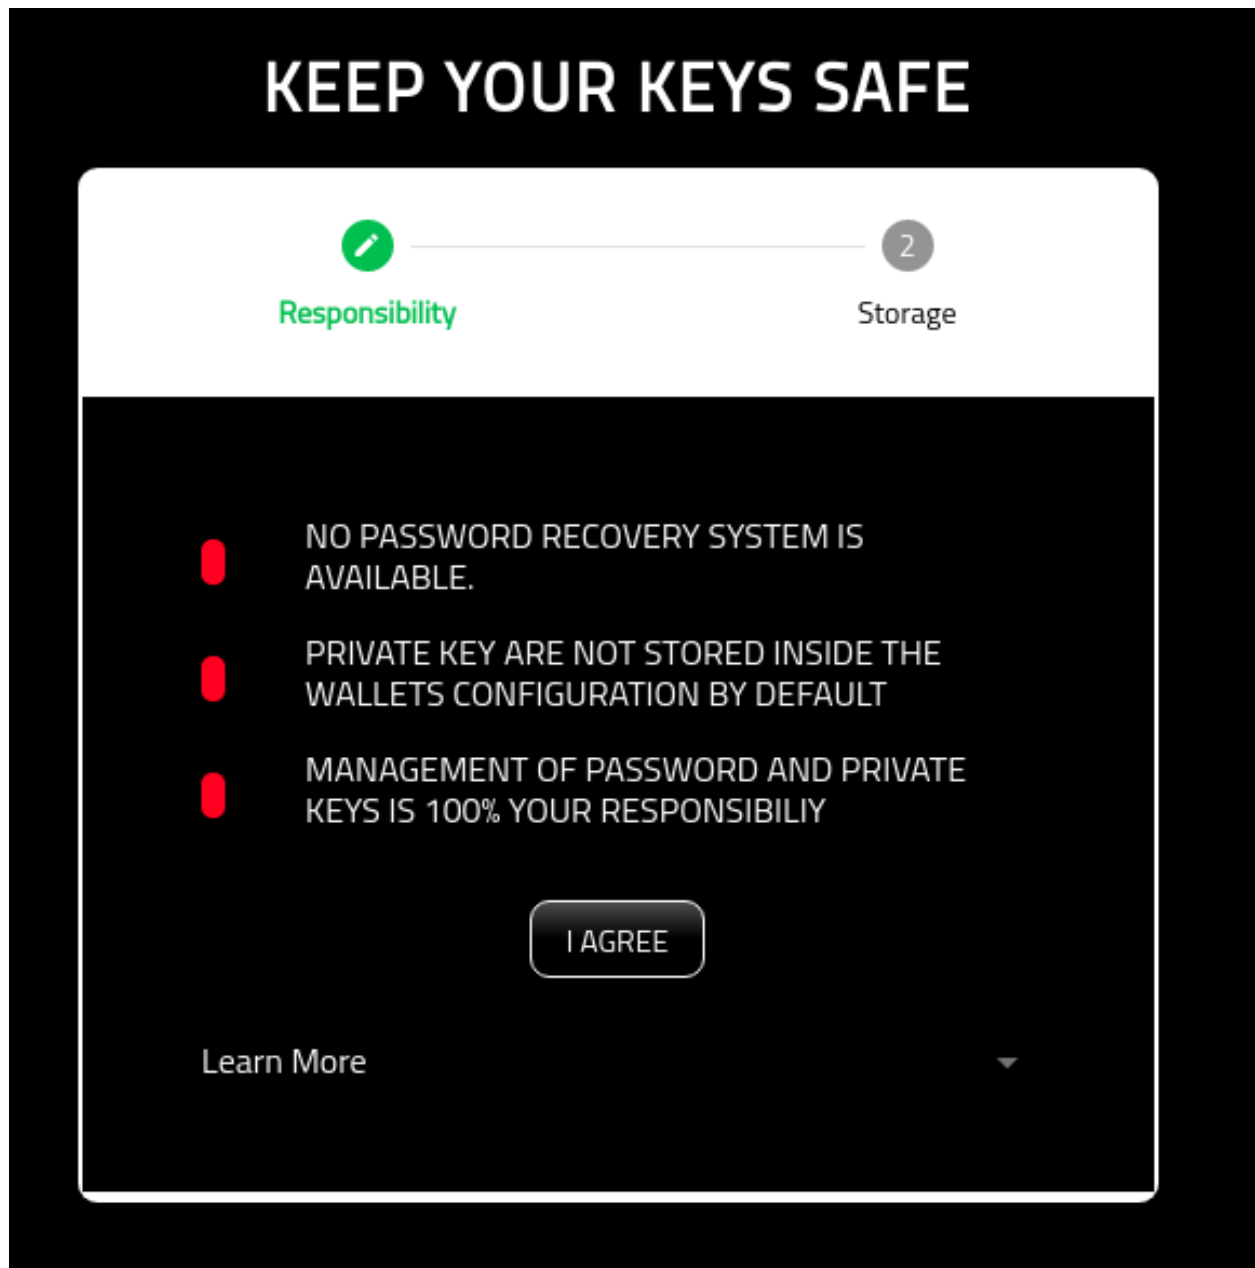 KEEP YOUR KEYS SAFE
2
Responsibility
Storage
NO PASSWORD RECOVERY SYSTEM IS
AVAILABLE.
PRIVATE KEY ARE NOT STORED INSIDE THE
WALLETS CONFIGURATION BY DEFAULT
MANAGEMENT OF PASSWORD AND PRIVATE
KEYS IS 100% YOUR RESPONSIBILIY
I AGREE
Learn More